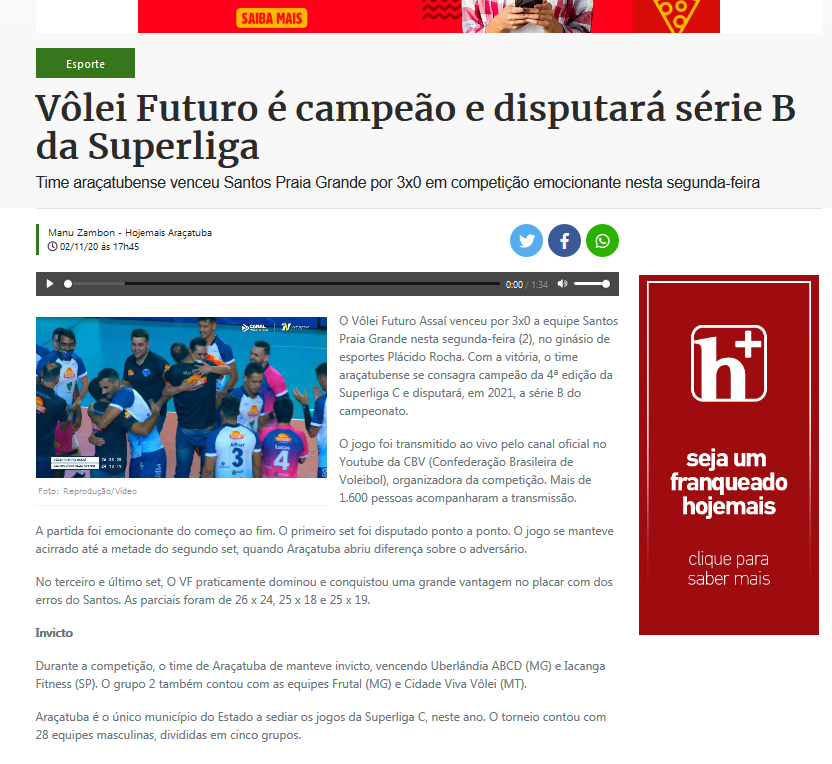 SAIBA MAIS
Esporte
Vôlei Futuro é campeão e disputará série B
da Superliga
Time araçatubense venceu Santos Praia Grande por 3x0 em competição emocionante nesta segunda-feira
Manu Zambon - Hojemais Araçatuba
02/11/20 às 17h45
0:00 / 1:34
O Vôlei Futuro Assaí venceu por 3x0 a equipe Santos
Praia Grande nesta segunda-feira (2), no ginásio de
esportes Plácido Rocha. Com a vitória, o time
araçatubense se consagra campeão da 4ª edição da
Superliga C e disputará, em 2021, a série B do
campeonato.
3
4
Foto: Reprodução/Vídeo
O jogo foi transmitido ao vivo pelo canal oficial no
Youtube da CBV (Confederação Brasileira de
Voleibol), organizadora da competição. Mais de
1.600 pessoas acompanharam a transmissão.
A partida foi emocionante do começo ao fim. O primeiro set foi disputado ponto a ponto. O jogo se manteve
acirrado até a metade do segundo set, quando Araçatuba abriu diferença sobre o adversário.
No terceiro e último set, O VF praticamente dominou e conquistou uma grande vantagem no placar com dos
erros do Santos. As parciais foram de 26 x 24, 25 x 18 e 25 x 19.
Invicto
Durante a competição, o time de Araçatuba de manteve invicto, vencendo Uberlândia ABCD (MG) e Iacanga
Fitness (SP). O grupo 2 também contou com as equipes Frutal (MG) e Cidade Viva Vôlei (MT).
Araçatuba é o único município do Estado a sediar os jogos da Superliga C, neste ano. O torneio contou com
28 equipes masculinas, divididas em cinco grupos.
h+
seja um
franqueado
hojemais
clique para
saber mais